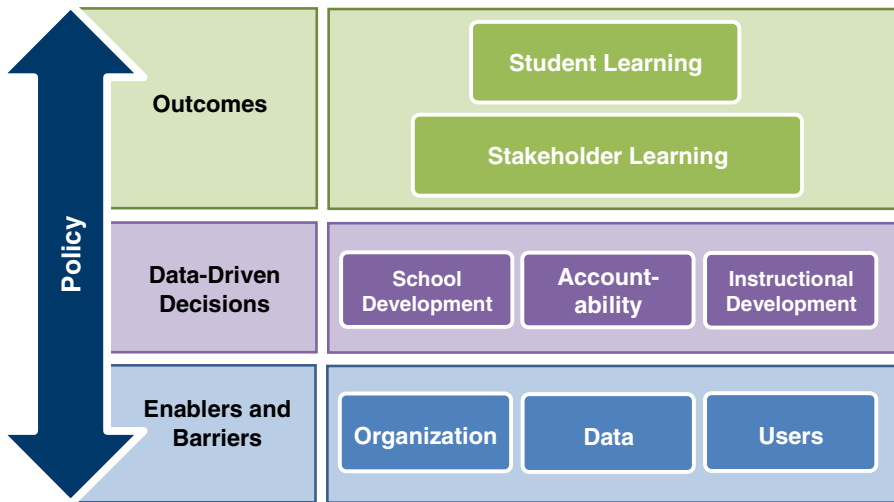 Policy
Outcomes
Student Learning
Stakeholder Learning
Data-Driven
Decisions
School
Development
Account-
ability
Instructional
Development
Enablers and
Barriers
Organization
Data
Users